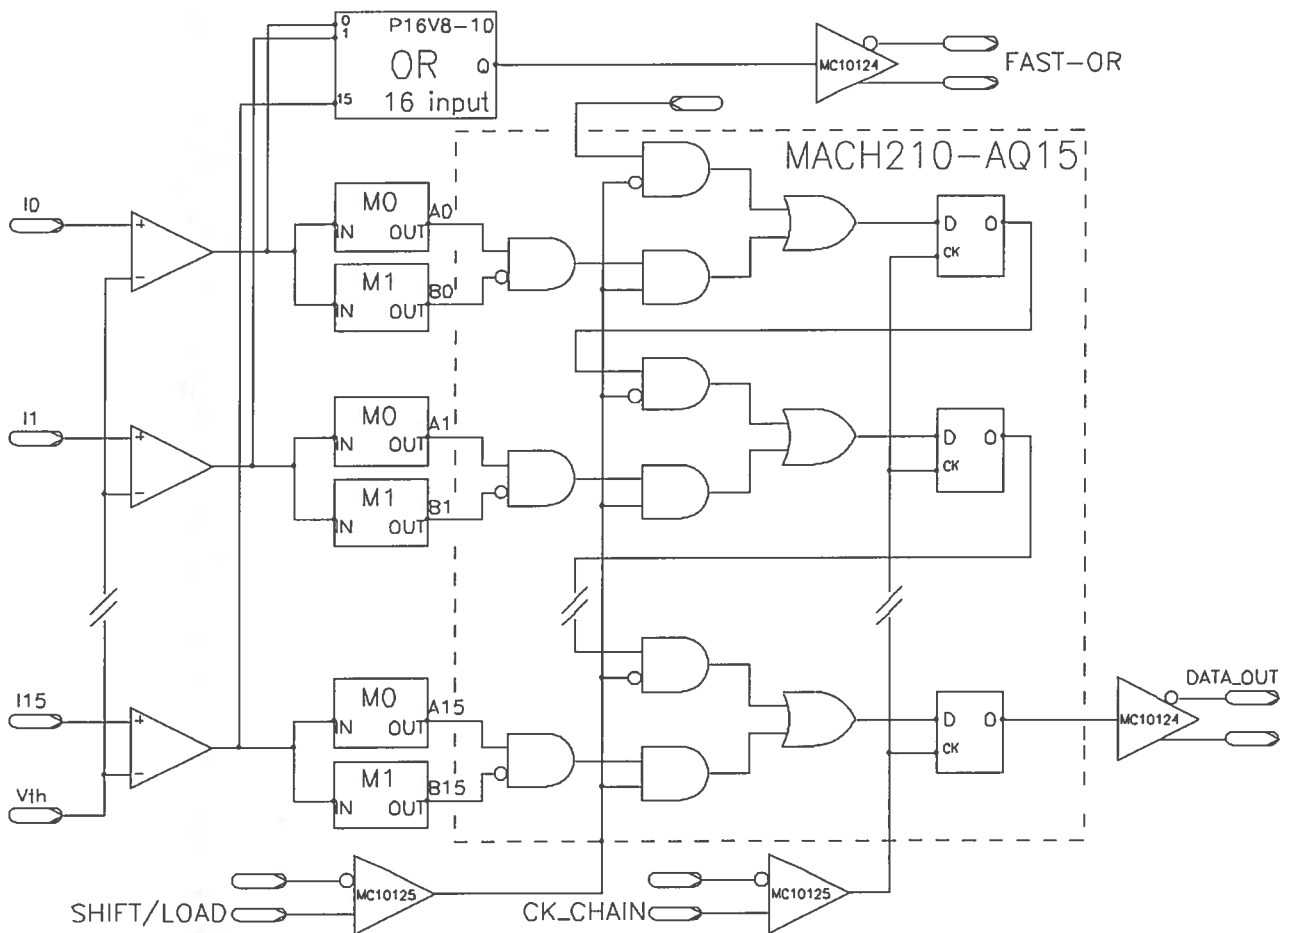 0
1
15
P16V8-10
OR
Q
16 input
MC10124
FAST-OR
MACH210-AQ15
I0
+
-
M0
IN
OUT
A0
M1
IN
OUT
B0
D
Q
CK
I1
+
-
M0
IN
OUT
A1
M1
IN
OUT
B1
D
Q
CK
I15
+
-
M0
IN
OUT
A15
M1
IN
OUT
B15
D
Q
CK
MC10124
DATA_OUT
Vth
MC10125
SHIFT/LOAD
MC10125
CK_CHAIN